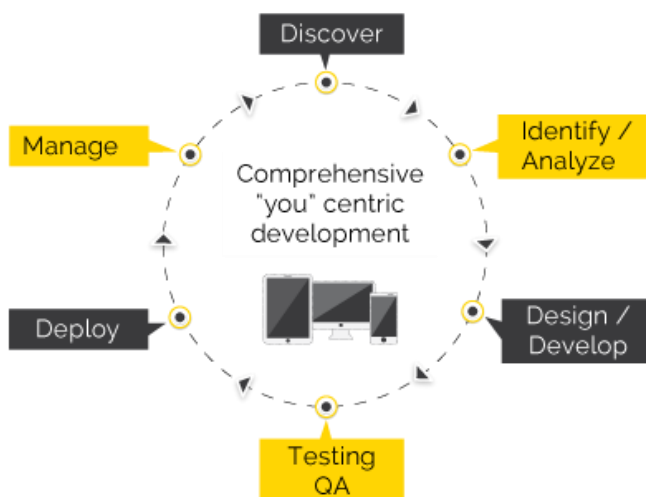 Discover
Manage
Identify /
Analyze
Comprehensive
"you" centric
development
Deploy
Design /
Develop
Testing
QA